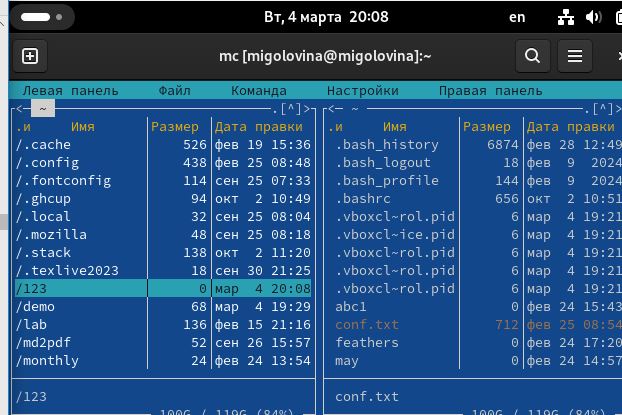 Вт, 4 марта 20:08
en
mc [migolovina@migolovina]:~
Левая панель Файл Команда Настройки Правая панель
<— ~ .[^]>
.и Имя Размер Дата правки
/.cache 526 фев 19 15:36
/.config 438 фев 25 08:48
/.fontconfig 114 сен 25 07:33
/.ghcup 94 окт 2 10:49
/.local 32 сен 25 08:04
/.mozilla 48 сен 25 08:18
/.stack 138 окт 2 11:20
/.texlive2023 18 сен 30 21:25
/123 0 мар 4 20:08
/demo 68 мар 4 19:29
/lab 136 фев 15 21:16
/md2pdf 52 сен 26 15:57
/monthly 24 фев 24 13:54
/123
100G / 119G (84%)
<— ~ .[^]>
.и Имя Размер Дата правки
.bash_history 6874 фев 28 12:49
.bash_logout 18 фев 9 2024
.bash_profile 144 фев 9 2024
.bashrc 656 окт 2 10:51
.vboxcl~rol.pid 6 мар 4 19:21
.vboxcl~ice.pid 6 мар 4 19:21
.vboxcl~rol.pid 6 мар 4 19:21
.vboxcl~rol.pid 6 мар 4 19:21
.vboxcl~rol.pid 6 мар 4 19:21
abc1 0 фев 24 15:43
conf.txt 712 фев 25 08:54
feathers 0 фев 24 17:20
may 0 фев 24 14:57
conf.txt
100G / 119G (84%)